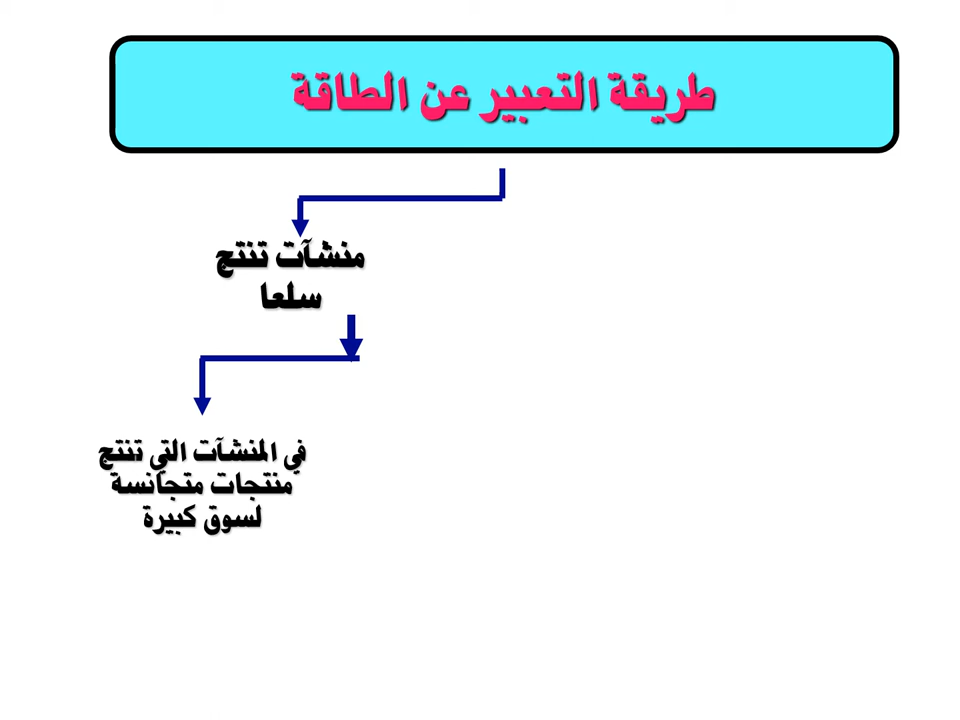 طريقة التعبير عن الطاقة
منشآت تنتج
سلعا
في المنشآت التي تنتج
منتجات متجانسة
لسوق كبيرة